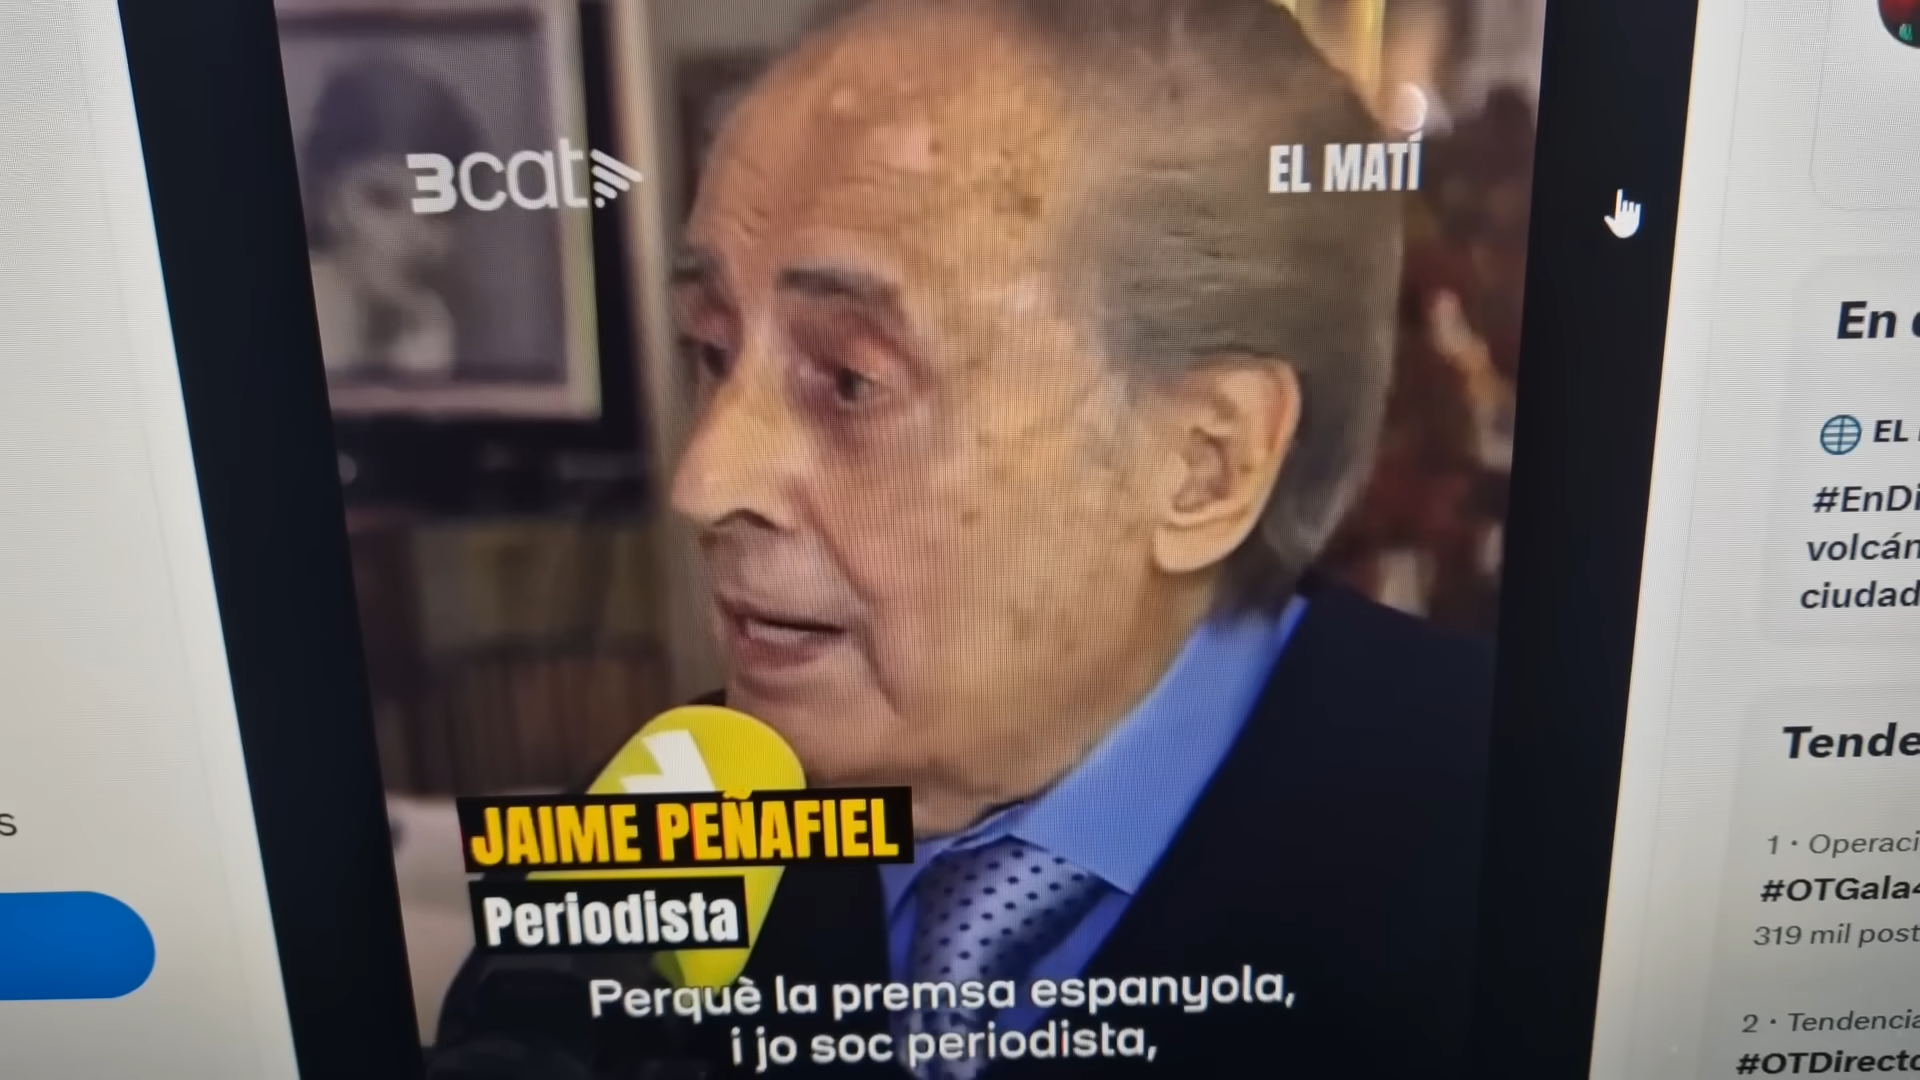 3cat
EL MATÍ
JAIME PEÑAFIEL
Periodista
Perquè la premsa espanyola,
i jo soc periodista,
s
En
EL
#EnDi
volcán
ciudad
Tende
1 · Operaci
#OTGala4
319 mil post
2 · Tendencia
#OTDirecto